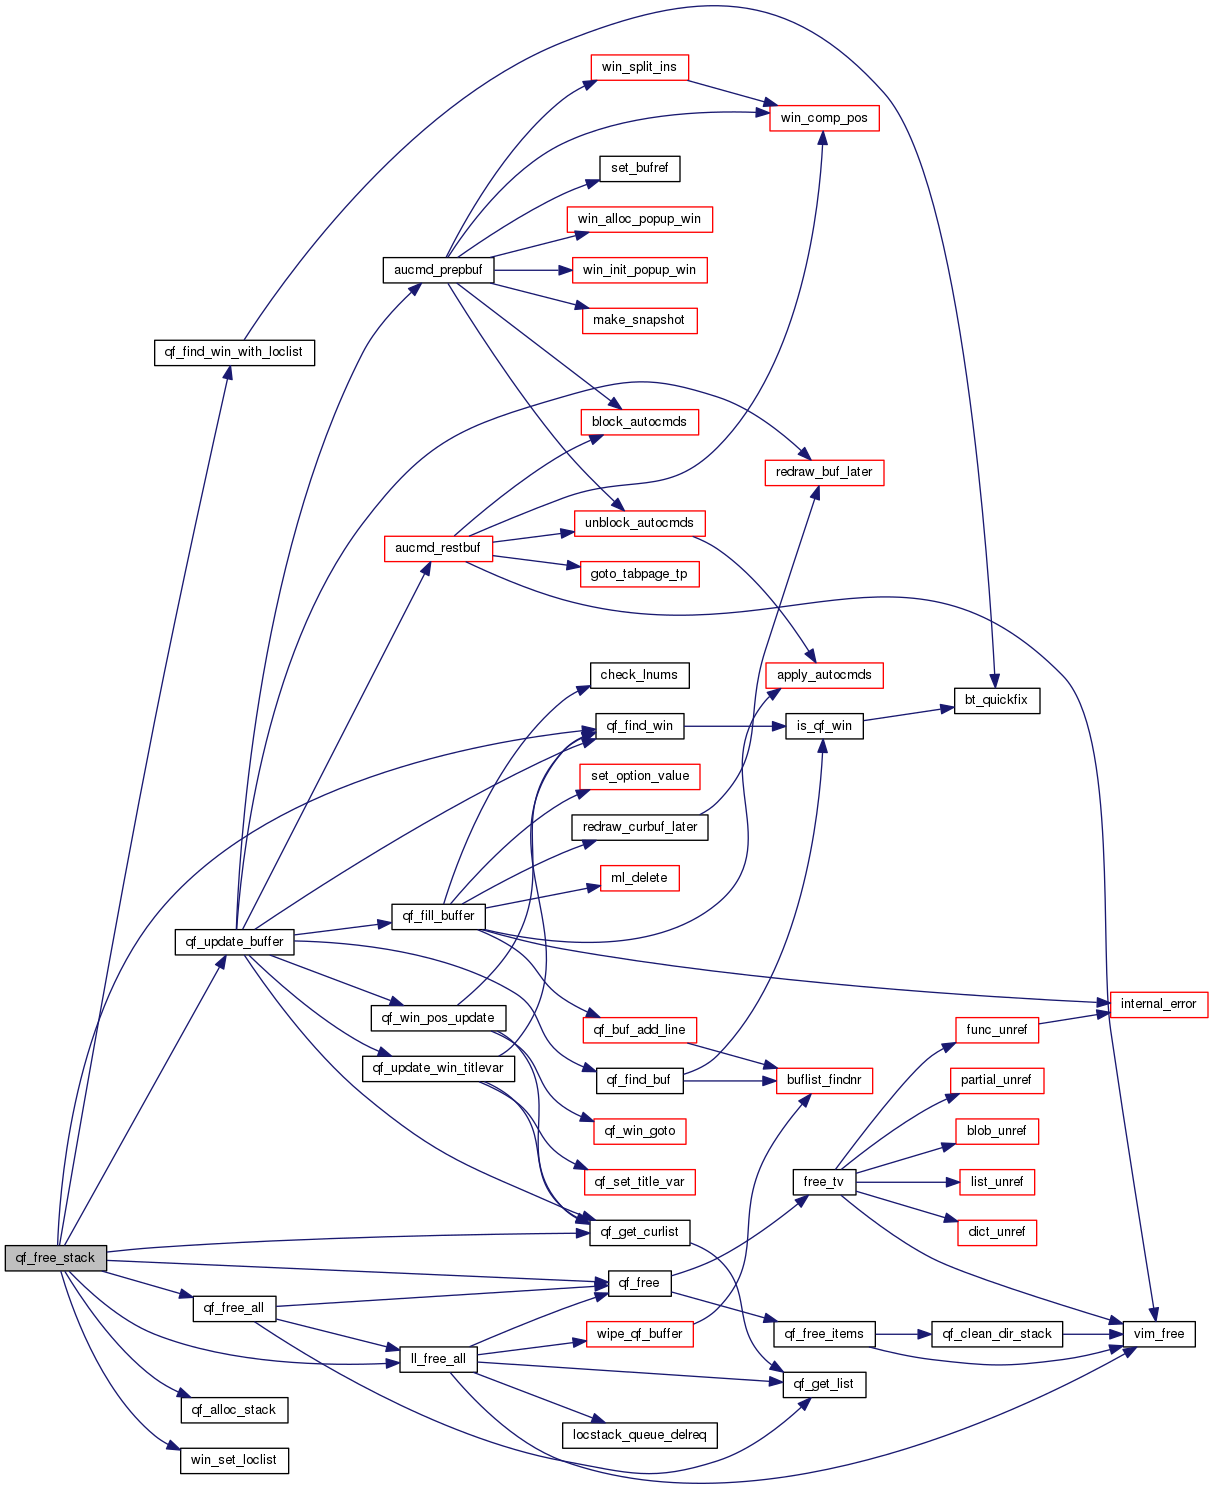 win_split_ins
win_comp_pos
set_bufref
win_alloc_popup_win
aucmd_prepbuf
win_init_popup_win
make_snapshot
qf_find_win_with_loclist
block_autocmds
redraw_buf_later
unblock_autocmds
aucmd_restbuf
goto_tabpage_tp
check_lnums
apply_autocmds
bt_quickfix
qf_find_win
is_qf_win
set_option_value
redraw_curbuf_later
ml_delete
qf_fill_buffer
qf_update_buffer
internal_error
qf_win_pos_update
qf_buf_add_line
func_unref
qf_update_win_titlevar
qf_find_buf
buflist_findnr
partial_unref
qf_win_goto
blob_unref
qf_set_title_var
free_tv
list_unref
qf_get_curlist
dict_unref
qf_free_stack
qf_free
qf_free_all
wipe_qf_buffer
qf_free_items
qf_clean_dir_stack
vim_free
ll_free_all
qf_get_list
qf_alloc_stack
locstack_queue_delreq
win_set_loclist